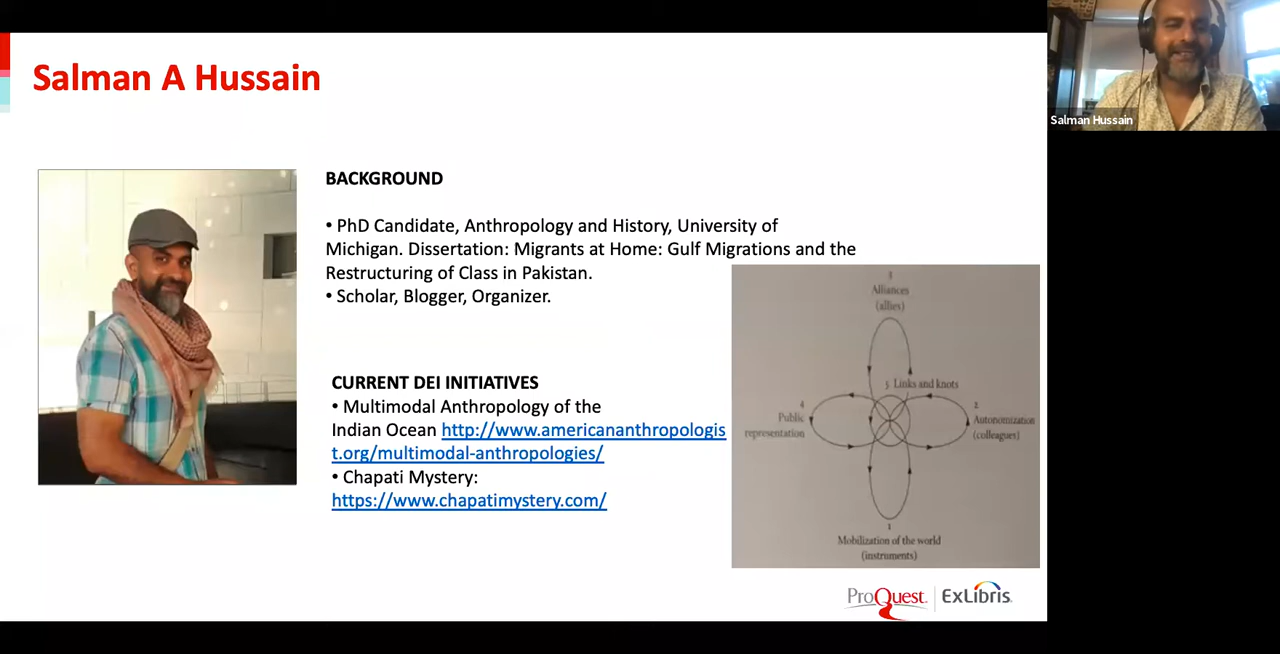 Salman A Hussain
Salman Hussain
BACKGROUND
• PhD Candidate, Anthropology and History, University of
Michigan. Dissertation: Migrants at Home: Gulf Migrations and the
Restructuring of Class in Pakistan.
• Scholar, Blogger, Organizer.
CURRENT DEI INITIATIVES
• Multimodal Anthropology of the
Indian Ocean http://www.americananthropologis
t.org/multimodal-anthropologies/
• Chapati Mystery:
https://www.chapatimystery.com/
3
Alliances
(allies)
5 Links and knots
4
Public
representation
2
Autonomization
(colleagues)
1
Mobilization of the world
(instruments)
ProQuest. ExLibris